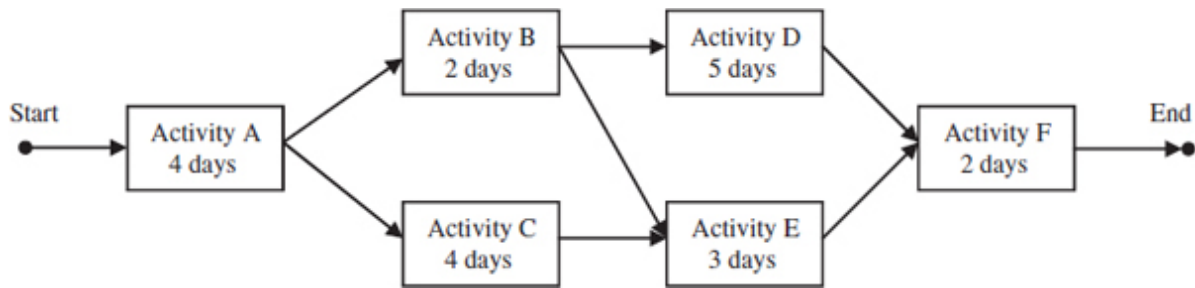 Start
Activity A
4 days
Activity B
2 days
Activity C
4 days
Activity D
5 days
Activity E
3 days
Activity F
2 days
End